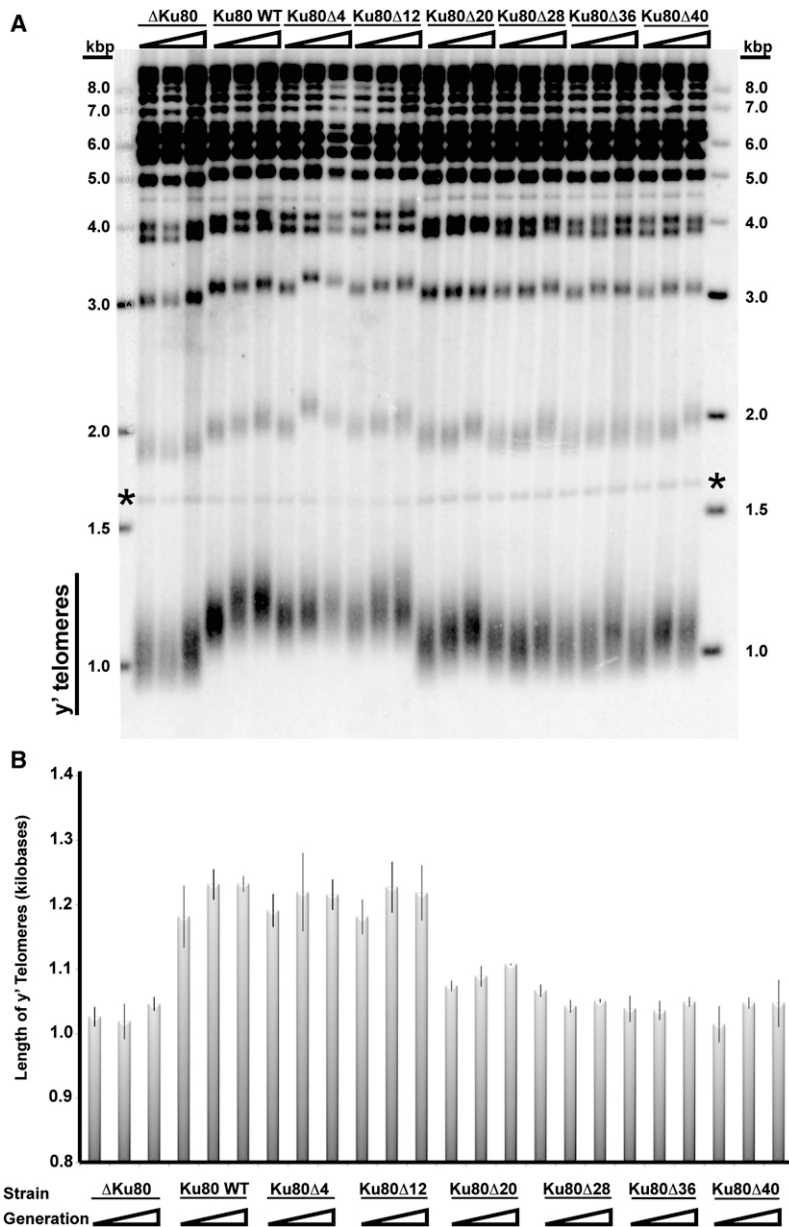 A
ΔKu80 Ku80 WT Ku80Δ4 Ku80Δ12 Ku80Δ20 Ku80Δ28 Ku80Δ36 Ku80Δ40
kbp kbp
8.0 8.0
7.0 7.0
6.0 6.0
5.0 5.0
4.0 4.0
3.0 3.0
2.0 2.0
* *
1.5 1.5
1.0 1.0
y' telomeres
B
Length of y' Telomeres (kilobases)
1.4
1.3
1.2
1.1
1.0
0.9
0.8
Strain ΔKu80 Ku80 WT Ku80Δ4 Ku80Δ12 Ku80Δ20 Ku80Δ28 Ku80Δ36 Ku80Δ40
Generation